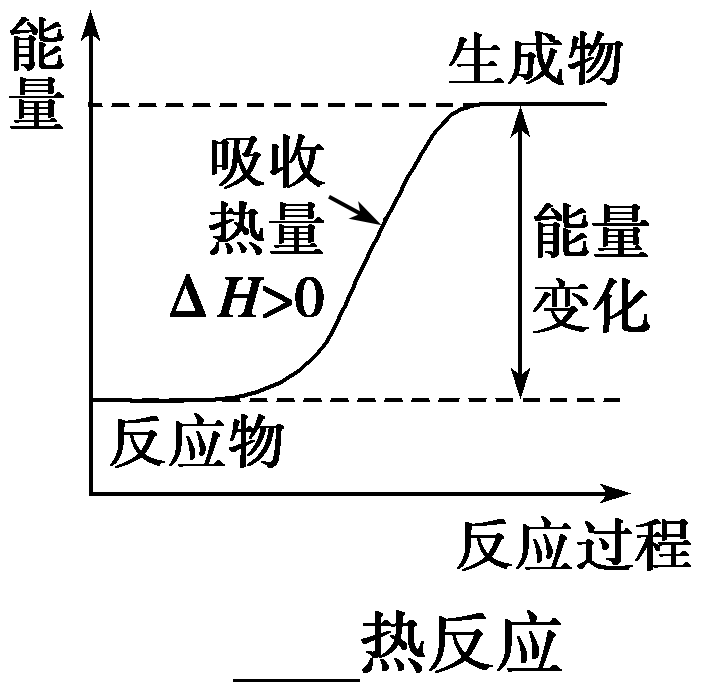 能量
生成物
吸收
热量
ΔH>0
能量
变化
反应物
反应过程
____热反应